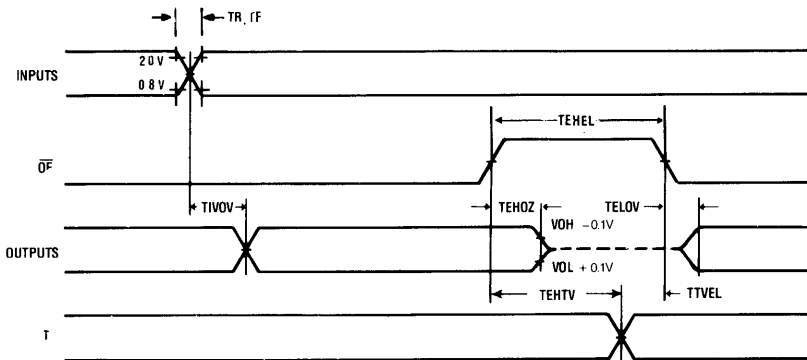 TR, TF
INPUTS
2.0 V
0.8 V
TEHEL
OE
TIVOV
TEHOZ
TELOV
VOH −0.1V
OUTPUTS
VOL + 0.1V
TEHTV
TTVEL
T